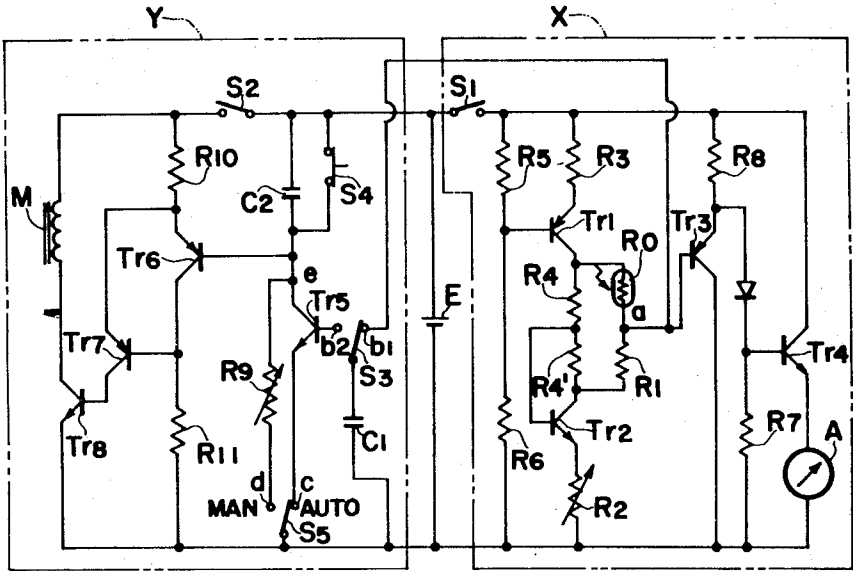 Y
X
S2
S1
R10
R5
R3
R8
M
C2
S4
Tr1
R0
Tr3
Tr6
e
R4
a
Tr5
E
b2
b1
Tr7
R9
S3
R4'
R1
Tr4
C1
Tr2
R7
A
Tr8
R11
R6
d
c
MAN
AUTO
S5
R2